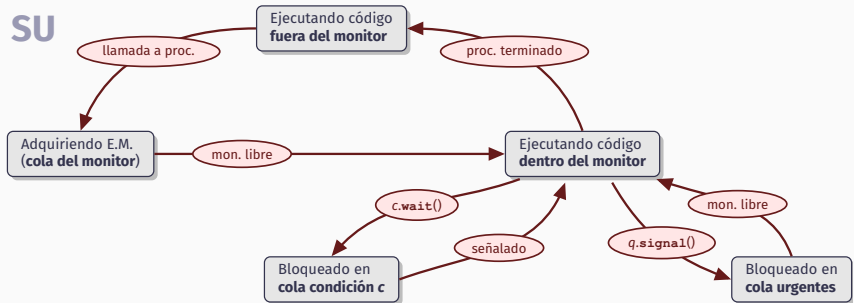 SU
Ejecutando código
fuera del monitor
llamada a proc.
proc. terminado
Adquiriendo E.M.
(cola del monitor)
mon. libre
Ejecutando código
dentro del monitor
c.wait()
mon. libre
señalado
q.signal()
Bloqueado en
cola condición c
Bloqueado en
cola urgentes